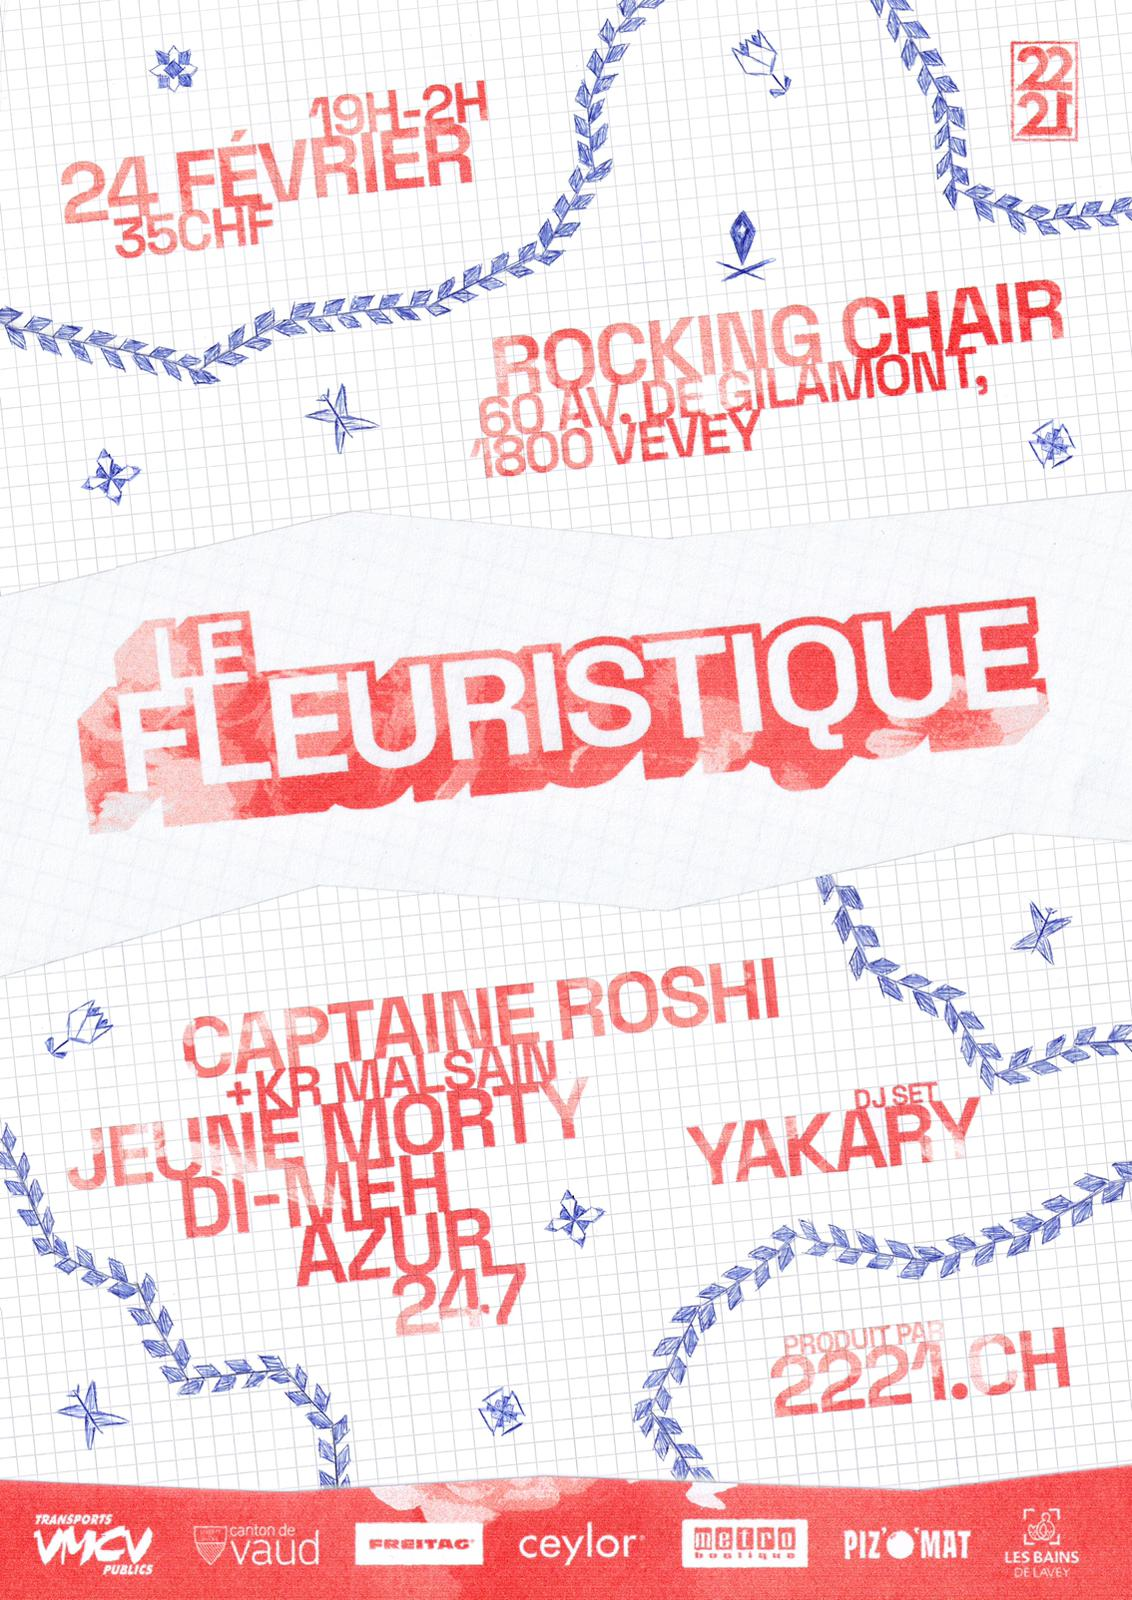 19H-2H
24 FÉVRIER
35CHF
22
21
ROCKING CHAIR
60 AV. DE GILAMONT,
1800 VEVEY
LE
FLEURISTIQUE
CAPTAINE ROSHI
+KR MALSAIN
JEUNE MORTY
DI-MEH
AZUR
24.7
DJ SET
YAKARY
PRODUIT PAR
2221.CH
TRANSPORTS
VMCV
PUBLICS
canton de
vaud
FREITAG
ceylor
metro
boutique
PIZ'O'MAT
LES BAINS
DE LAVEY